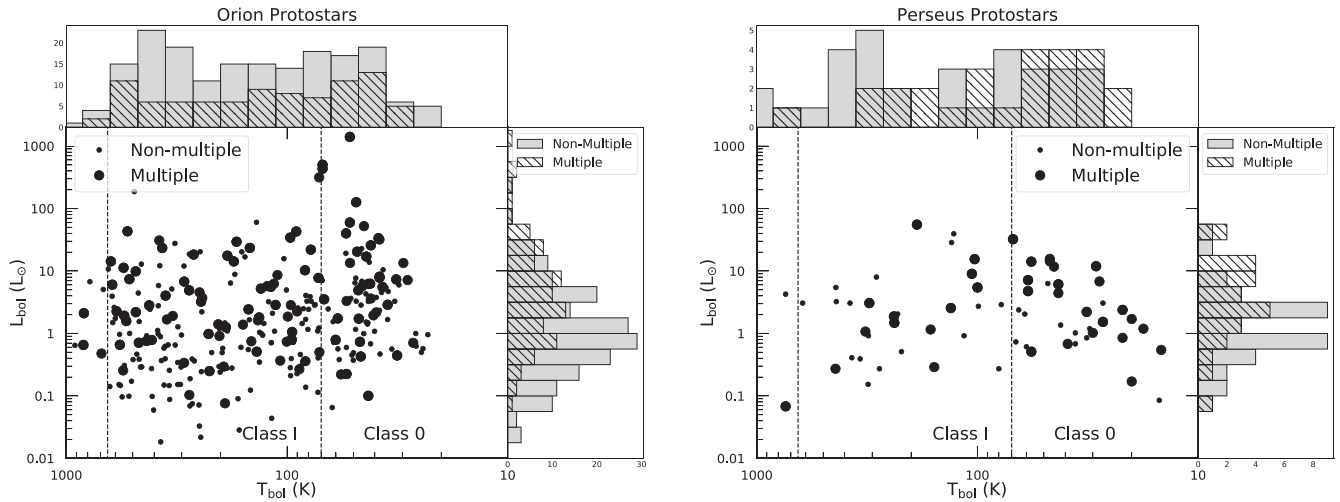 Orion Protostars
20
15
10
5
0
1000
100
10
1
0.1
0.01
L_bol (L_⊙)
Non-multiple
Multiple
Class I
Class 0
1000
100
10
T_bol (K)
Non-Multiple
Multiple
0
10
20
30
Perseus Protostars
5
4
3
2
1
0
1000
100
10
1
0.1
0.01
L_bol (L_⊙)
Non-multiple
Multiple
Class I
Class 0
1000
100
10
T_bol (K)
Non-Multiple
Multiple
0
2
4
6
8